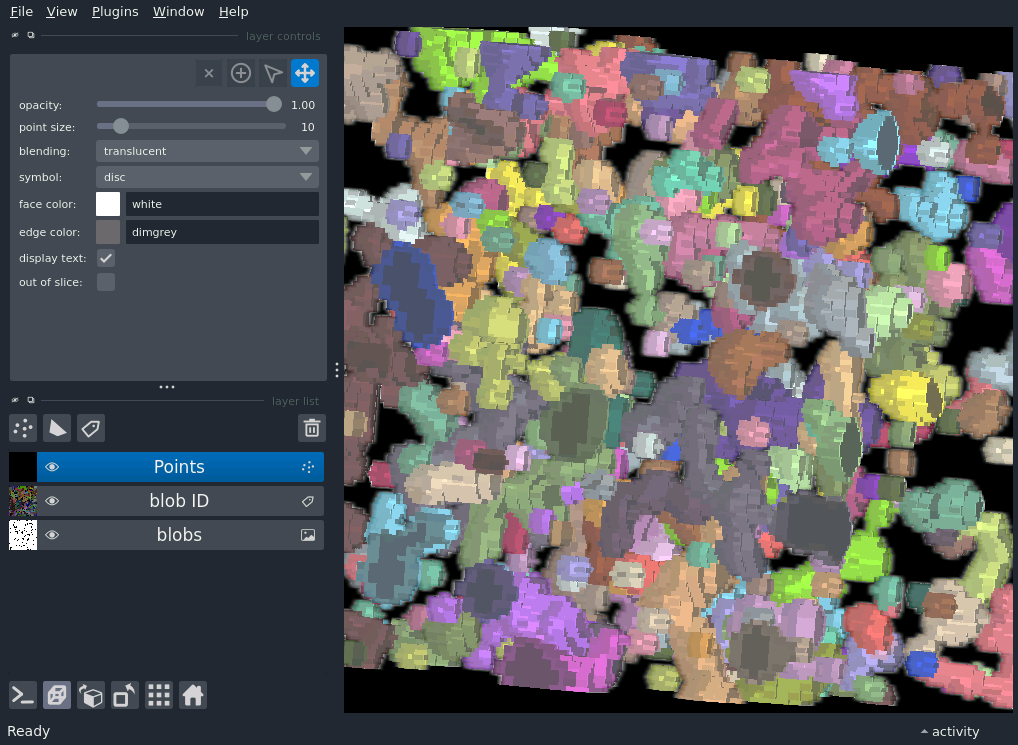 File View Plugins Window Help
layer controls
opacity: 1.00
point size: 10
blending: translucent
symbol: disc
face color: white
edge color: dimgrey
display text:
out of slice:
layer list
Points
blob ID
blobs
Ready
activity